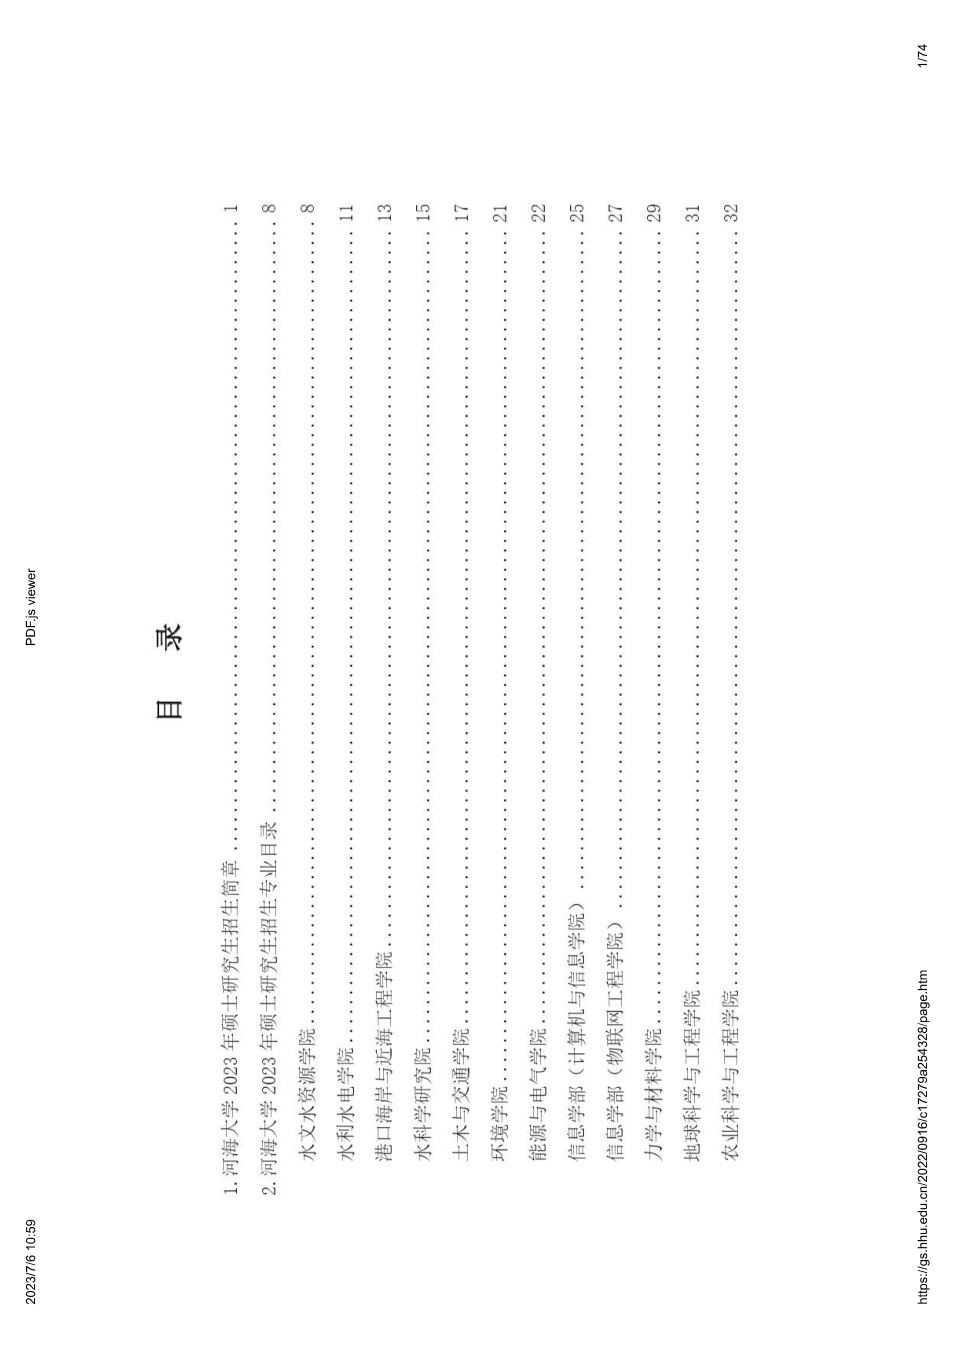 2023/7/6 10:59 PDF.js viewer
目 录
1.河海大学 2023 年硕士研究生招生简章 ........ 1
2.河海大学 2023 年硕士研究生招生专业目录 ........ 8
水文水资源学院 ........ 8
水利水电学院 ........ 11
港口海岸与近海工程学院 ........ 13
水科学研究院 ........ 15
土木与交通学院 ........ 17
环境学院 ........ 21
能源与电气学院 ........ 22
信息学部（计算机与信息学院） ........ 25
信息学部（物联网工程学院） ........ 27
力学与材料学院 ........ 29
地球科学与工程学院 ........ 31
农业科学与工程学院 ........ 32
https://gs.hhu.edu.cn/2022/0916/c17279a254328/page.htm 1/74